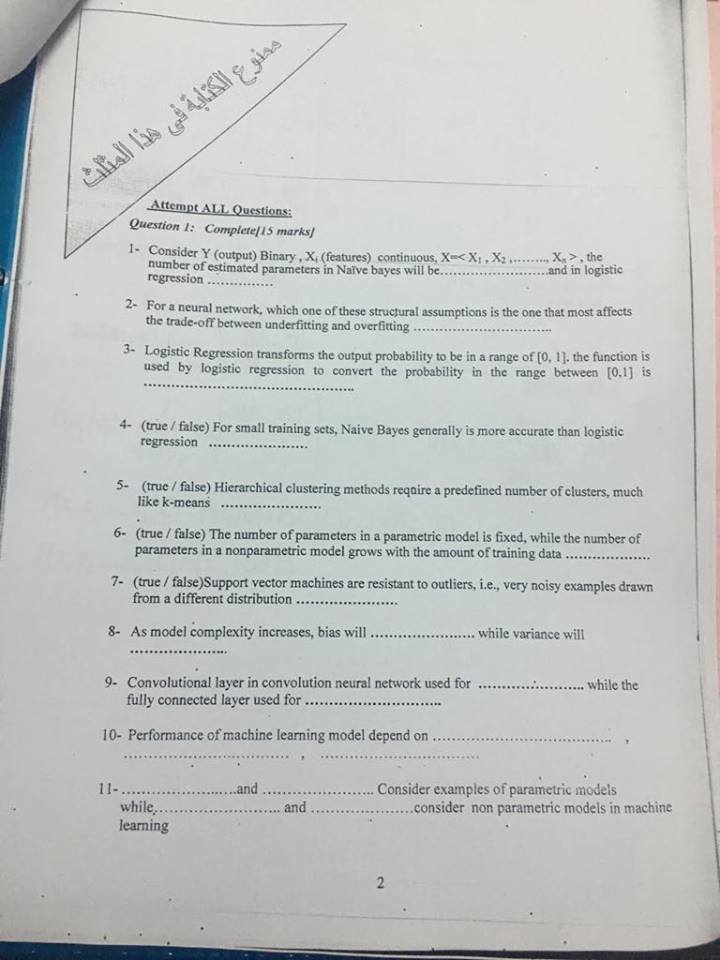 ممنوع الكتابة في هذا المثلث
Attempt ALL Questions:
Question 1: Complete[15 marks]
1- Consider Y (output) Binary , Xi (features) continuous, X=< X1 , X2 ,........, Xn > , the
number of estimated parameters in Naïve bayes will be..........................and in logistic
regression ...............
2- For a neural network, which one of these structural assumptions is the one that most affects
the trade-off between underfitting and overfitting .................................
3- Logistic Regression transforms the output probability to be in a range of [0, 1]. the function is
used by logistic regression to convert the probability in the range between [0,1] is
................................................
4- (true / false) For small training sets, Naive Bayes generally is more accurate than logistic
regression ......................
5- (true / false) Hierarchical clustering methods require a predefined number of clusters, much
like k-means ......................
6- (true / false) The number of parameters in a parametric model is fixed, while the number of
parameters in a nonparametric model grows with the amount of training data ...................
7- (true / false)Support vector machines are resistant to outliers, i.e., very noisy examples drawn
from a different distribution .......................
8- As model complexity increases, bias will ....................... while variance will
......................
9- Convolutional layer in convolution neural network used for ........................ while the
fully connected layer used for ..............................
10- Performance of machine learning model depend on ........................................ ,
..................................... , ...................................
11-..........................and ......................... Consider examples of parametric models
while............................ and .......................consider non parametric models in machine
learning
2